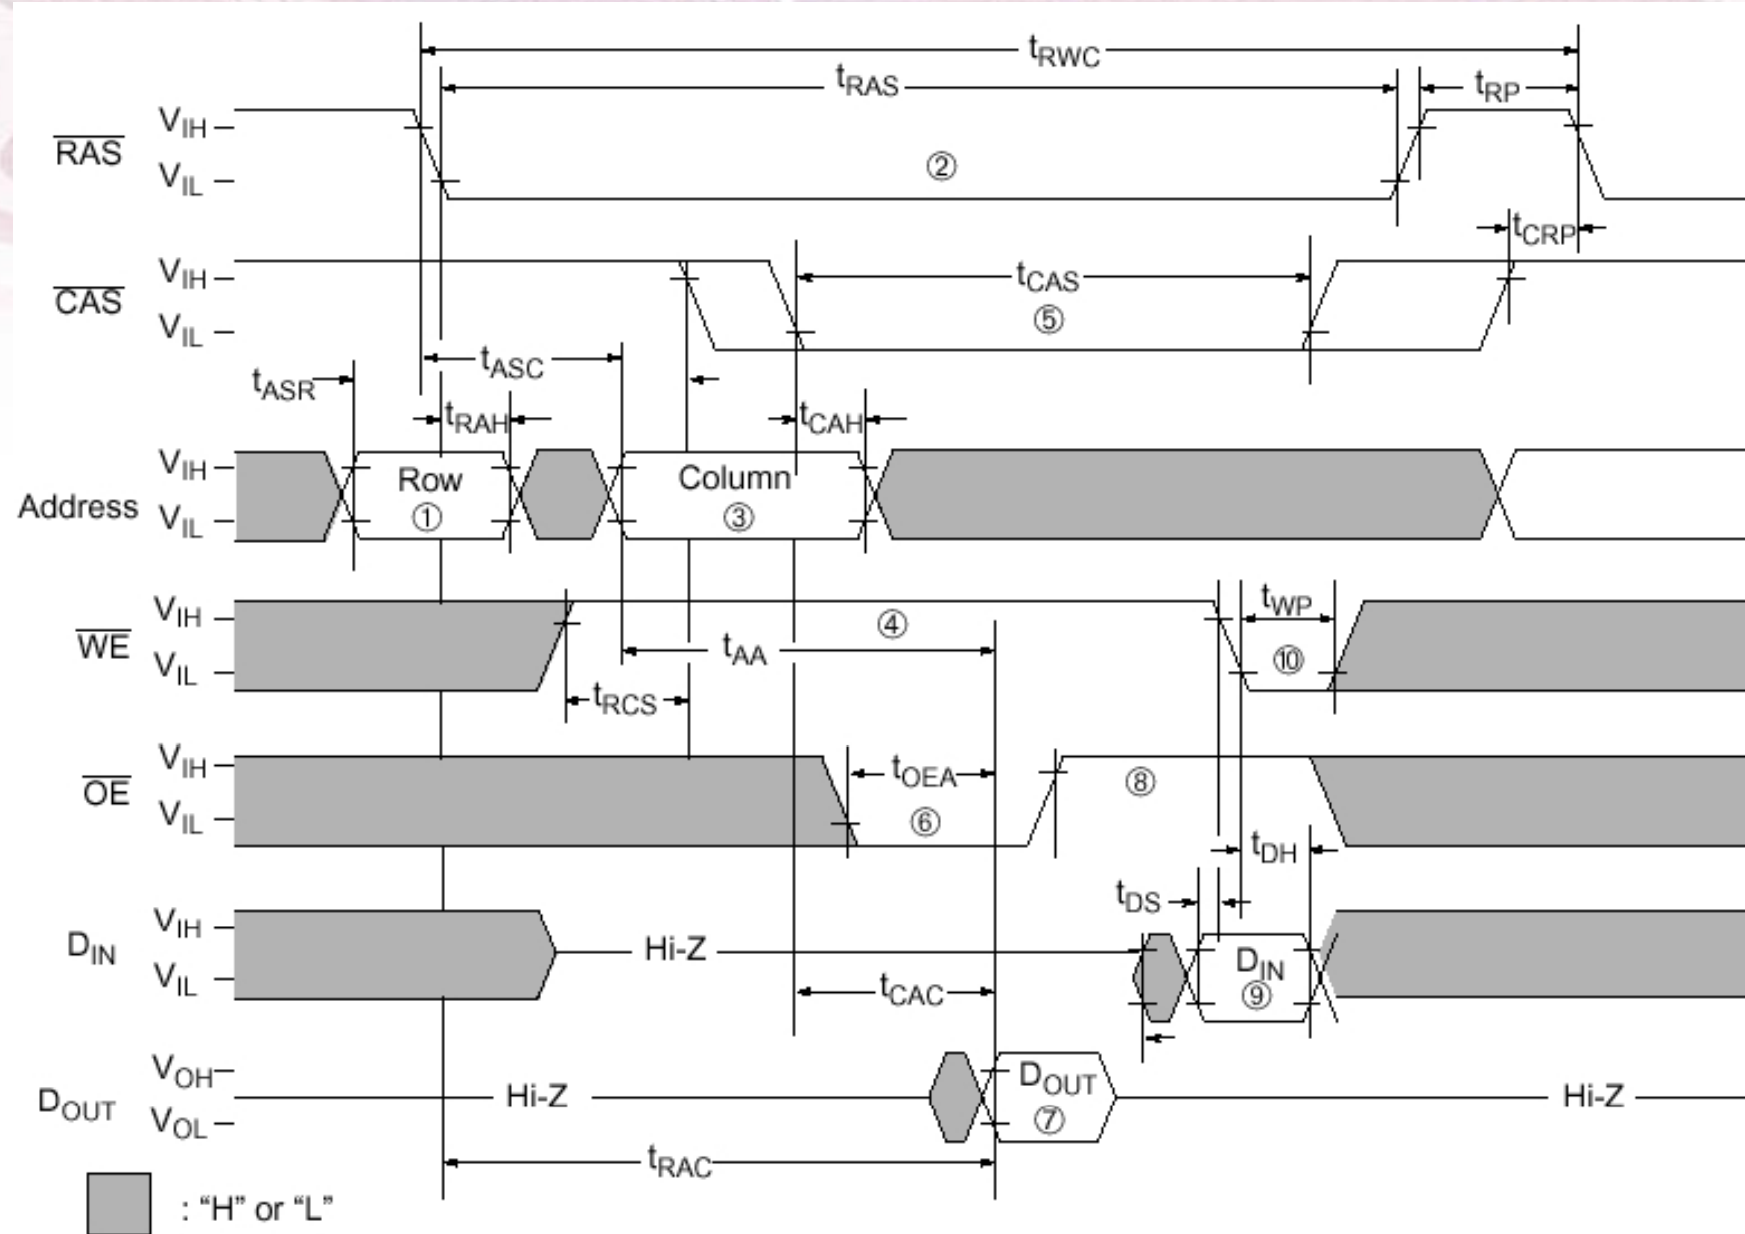 tRWC
tRAS
tRP
RAS
VIH
VIL
②
tCRP
CAS
VIH
VIL
tCAS
⑤
tASC
tASR
tRAH
tCAH
Address
VIH
VIL
Row
①
Column
③
WE
VIH
VIL
④
tWP
⑩
tAA
tRCS
OE
VIH
VIL
tOEA
⑥
⑧
tDH
tDS
DIN
VIH
VIL
Hi-Z
DIN
⑨
tCAC
DOUT
VOH
VOL
Hi-Z
DOUT
⑦
Hi-Z
tRAC
: “H” or “L”